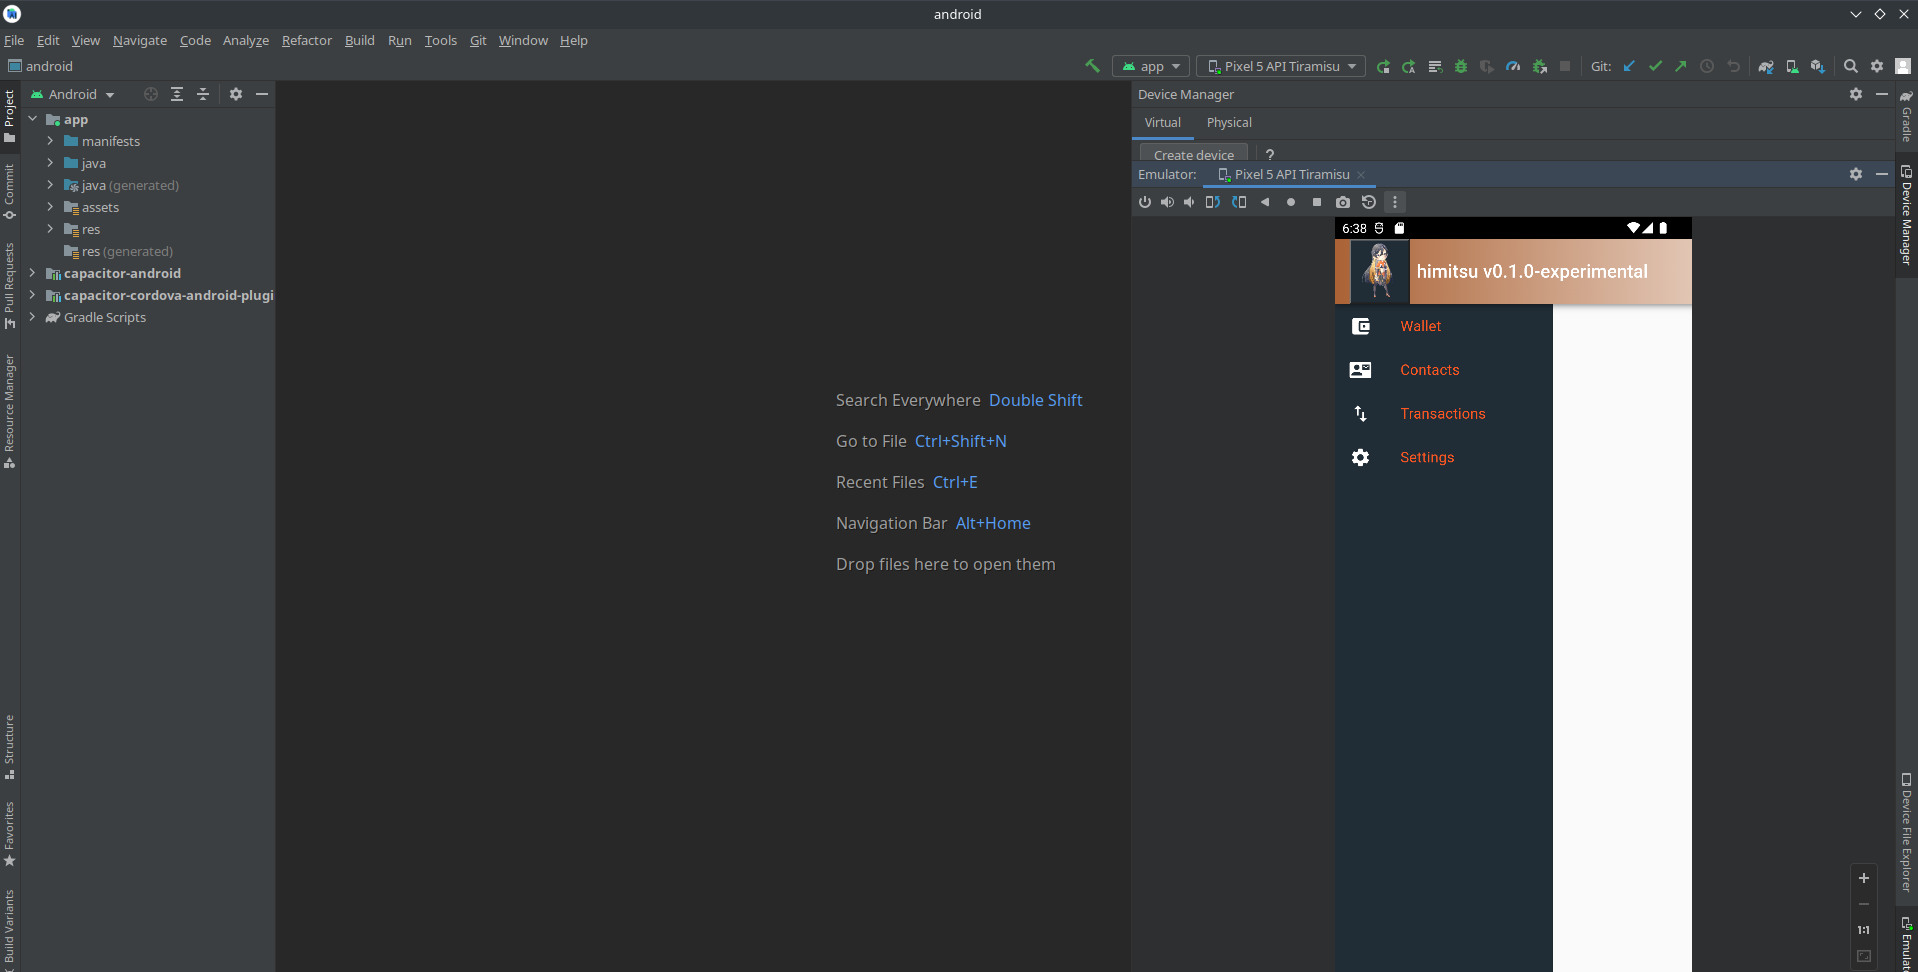 android
File Edit View Navigate Code Analyze Refactor Build Run Tools Git Window Help
android
app
Pixel 5 API Tiramisu
Git:
Project
Commit
Pull Requests
Resource Manager
Structure
Favorites
Build Variants
Android
app
manifests
java
java (generated)
assets
res
res (generated)
capacitor-android
capacitor-cordova-android-plugi
Gradle Scripts
Search Everywhere Double Shift
Go to File Ctrl+Shift+N
Recent Files Ctrl+E
Navigation Bar Alt+Home
Drop files here to open them
Device Manager
Virtual Physical
Create device ?
Emulator: Pixel 5 API Tiramisu
6:38
himitsu v0.1.0-experimental
Wallet
Contacts
Transactions
Settings
1:1
Gradle
Device Manager
Device File Explorer
Emulat